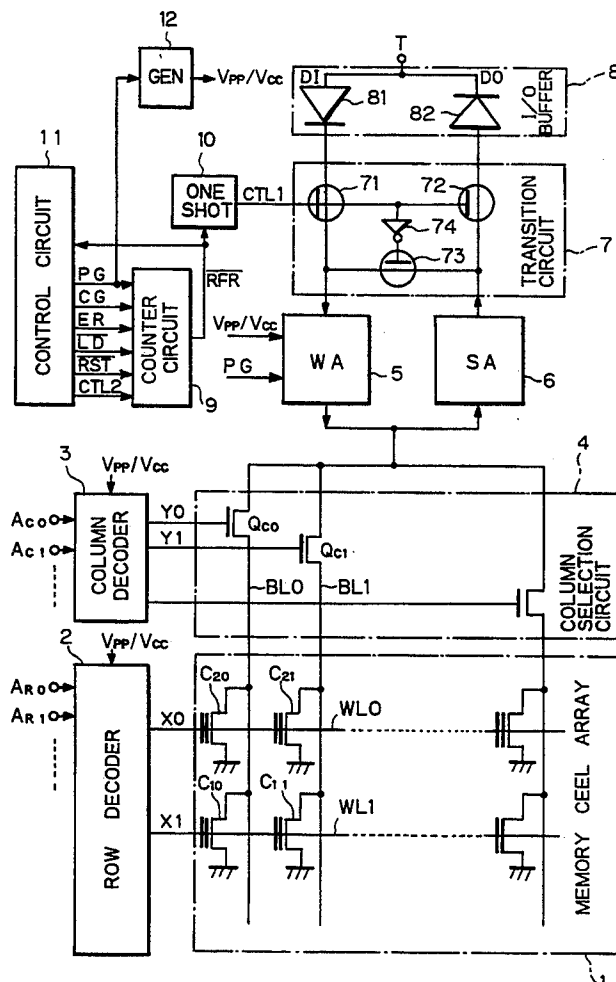 12
GEN
VPP/VCC
T
DI
DO
81
82
I/O BUFFER
8
11
CONTROL CIRCUIT
10
ONE SHOT
CTL1
71
72
74
73
TRANSITION CIRCUIT
7
RFR
PG
CG
ER
LD
RST
CTL2
COUNTER CIRCUIT
9
VPP/VCC
PG
WA
5
SA
6
3
VPP/VCC
4
AC0
AC1
COLUMN DECODER
Y0
Y1
QC0
QC1
BL0
BL1
COLUMN SELECTION CIRCUIT
2
VPP/VCC
AR0
AR1
ROW DECODER
X0
X1
C20
C21
WL0
C10
C11
WL1
MEMORY CEEL ARRAY
1